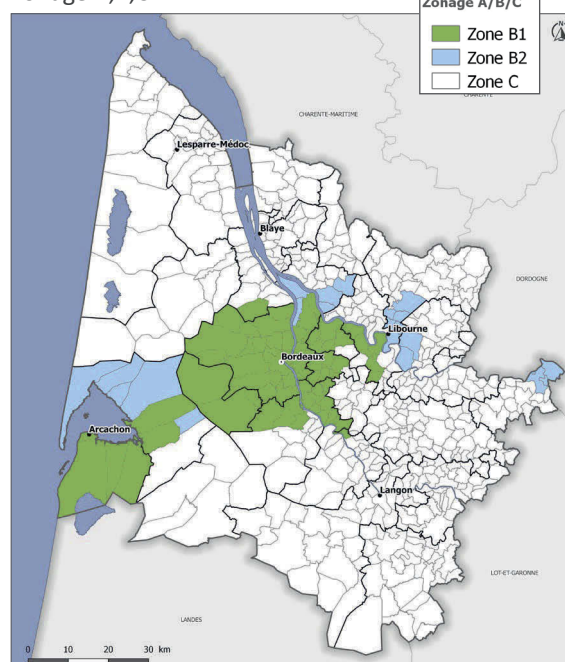 Zonage A/B/C
Zone B1
Zone B2
Zone C
N
CHARENTE
CHARENTE-MARITIME
Lesparre-Médoc
Blaye
DORDOGNE
Libourne
Bordeaux
Arcachon
Langon
LOT-ET-GARONNE
LANDES
0 10 20 30 km